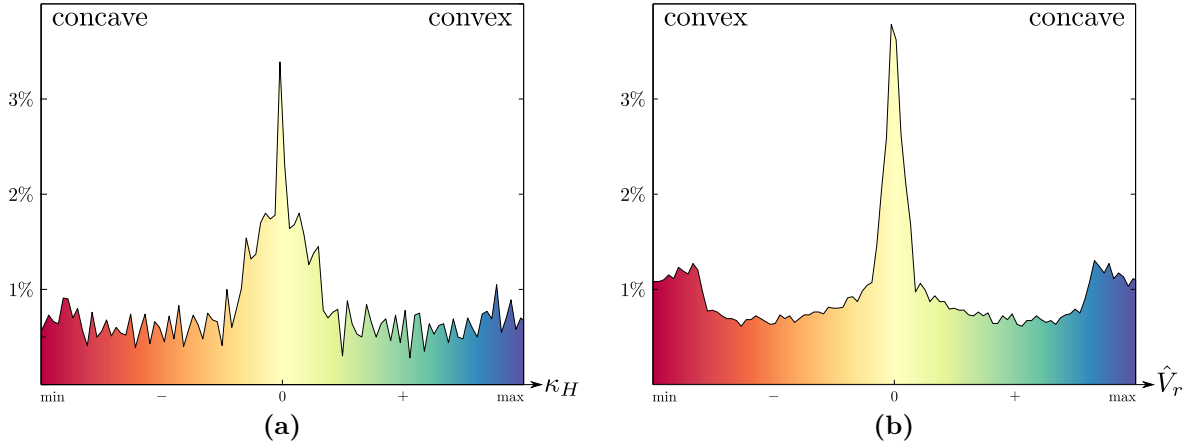 concave convex
3%
2%
1%
min − 0 + max
κ_H
(a)
convex concave
3%
2%
1%
min − 0 + max
V̂_r
(b)